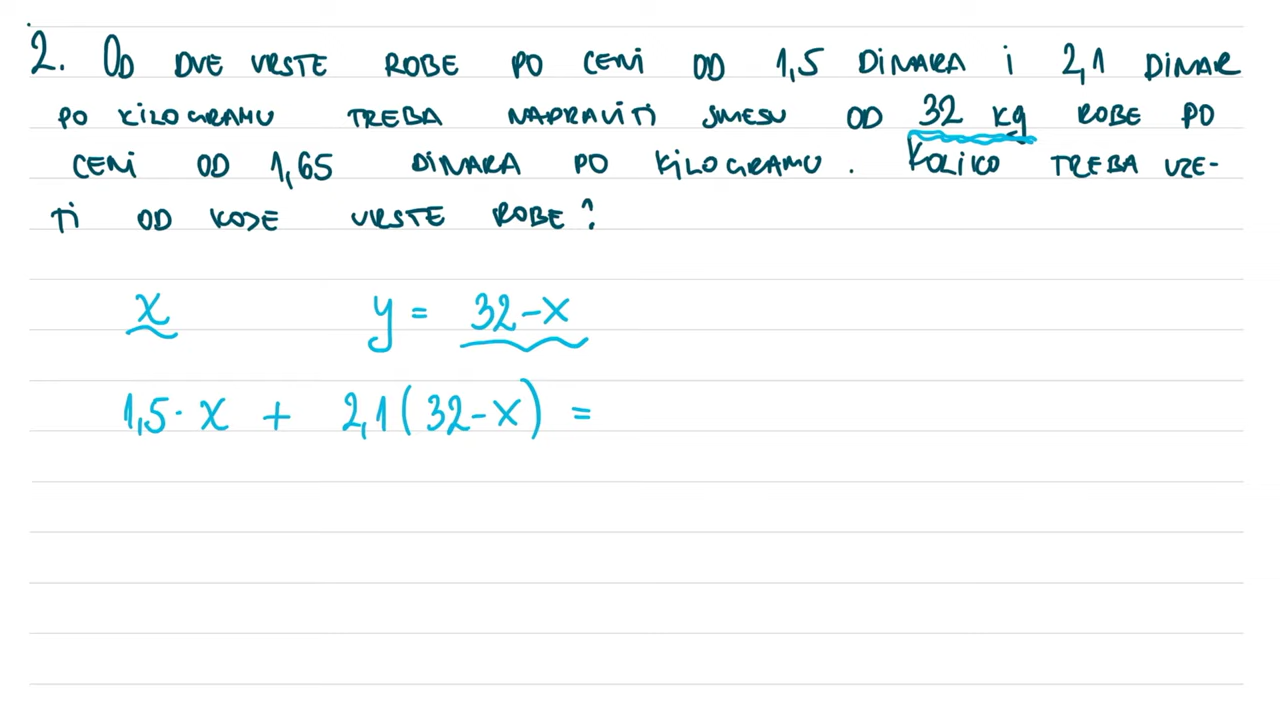 2. OD DVE VRSTE ROBE PO CENI OD 1,5 DINARA I 2,1 DINAR
PO KILOGRAMU TREBA NAPRAVITI SMESU OD 32 kg ROBE PO
CENI OD 1,65 DINARA PO KILOGRAMU. KOLIKO TREBA UZE-
TI OD KOJE VRSTE ROBE?
x y = 32-x
1,5·x + 2,1(32-x) =